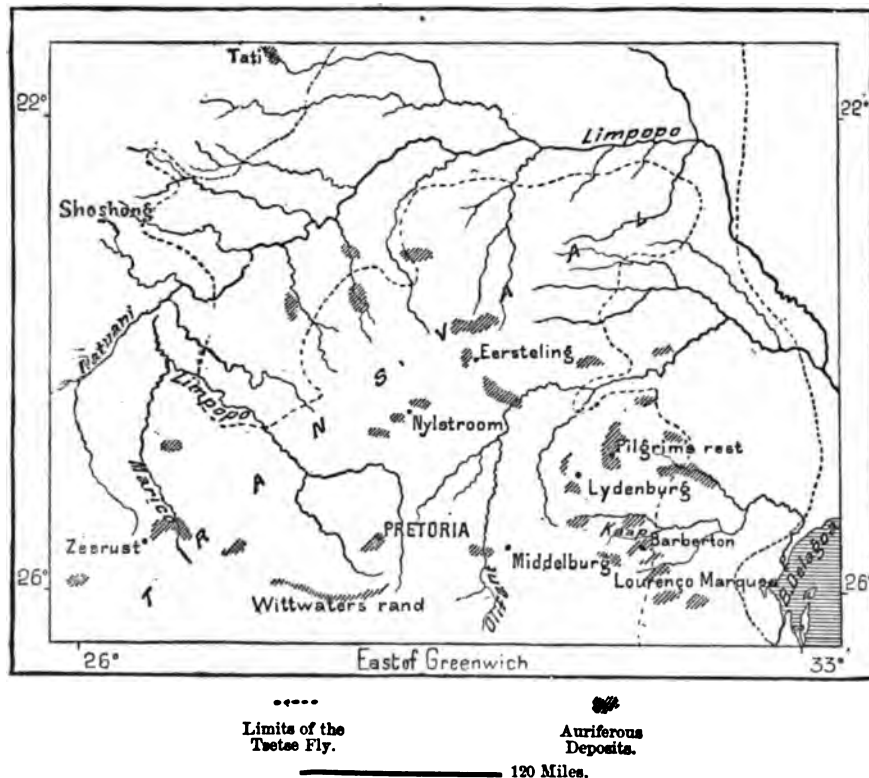 Tati
22°
22°
Limpopo
Shoshong
TRANSVAAL
Notuani
Eersteling
Limpopo
Nylstroom
Pilgrims rest
Marico
Lydenburg
Kaap
Zeerust
PRETORIA
Barberton
Middelburg
Lourenço Marques
B. Delagoa
26°
26°
Wittwaters rand
Olifant
26°
East of Greenwich
33°
Limits of the
Tsetse Fly.
Auriferous
Deposits.
120 Miles.